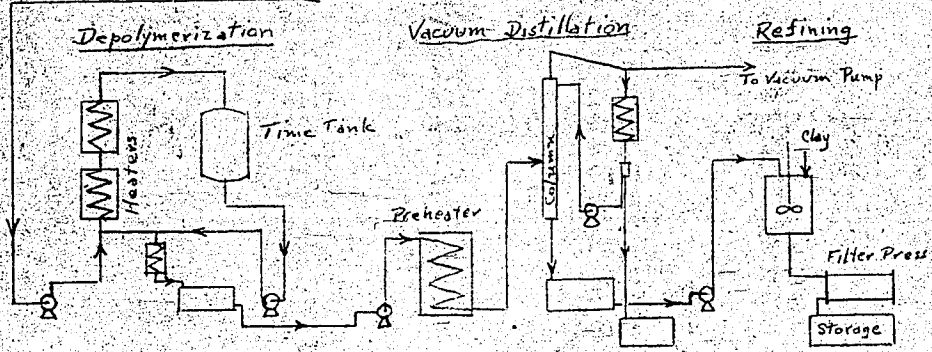 Depolymerization
Vacuum Distillation
Refining
To Vacuum Pump
Time Tank
Heaters
Column
Clay
Preheater
Filter Press
Storage